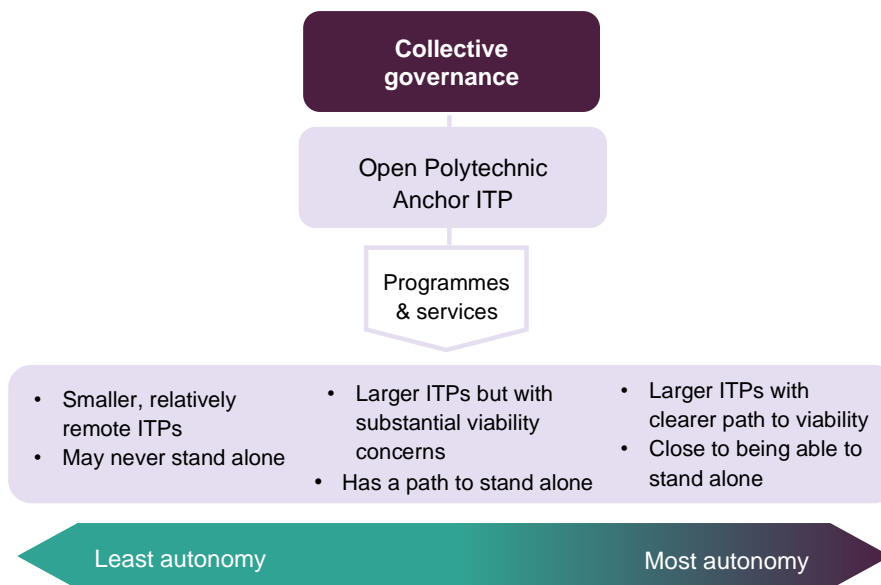 Collective
governance
Open Polytechnic
Anchor ITP
Programmes
& services
• Smaller, relatively
remote ITPs
• May never stand alone
• Larger ITPs but with
substantial viability
concerns
• Has a path to stand alone
• Larger ITPs with
clearer path to viability
• Close to being able to
stand alone
Least autonomy
Most autonomy